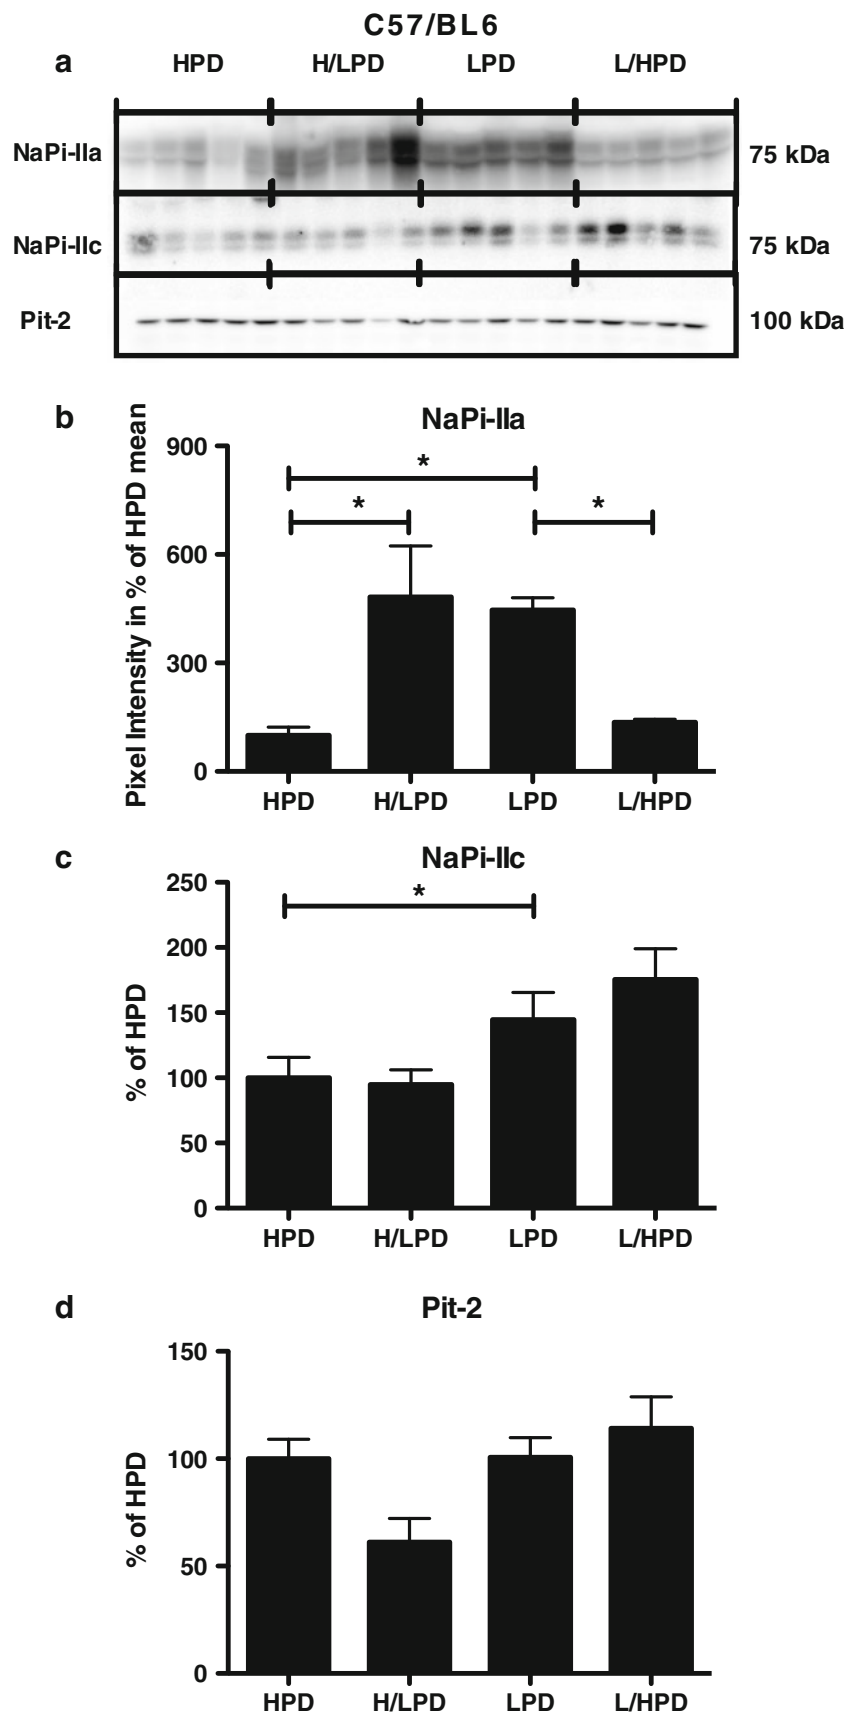 C57/BL6
a HPD H/LPD LPD L/HPD
NaPi-IIa 75 kDa
NaPi-IIc 75 kDa
Pit-2 100 kDa
b NaPi-IIa
Pixel Intensity in % of HPD mean
900
600
300
0
* * *
HPD H/LPD LPD L/HPD
c NaPi-IIc
% of HPD
250
200
150
100
50
0
*
HPD H/LPD LPD L/HPD
d Pit-2
% of HPD
150
100
50
0
HPD H/LPD LPD L/HPD